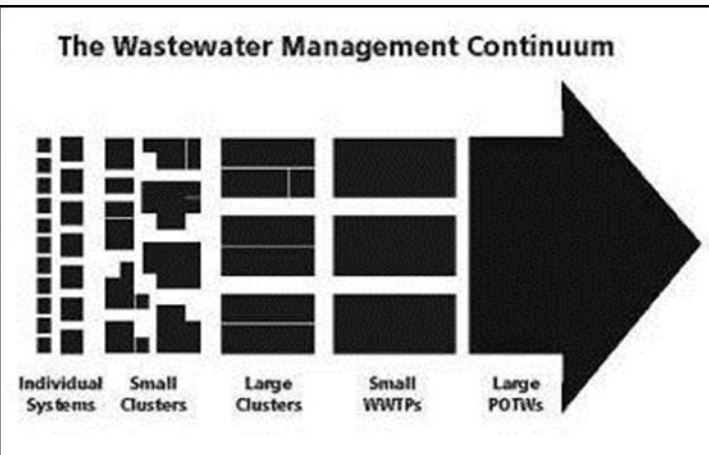 The Wastewater Management Continuum
Individual
Systems
Small
Clusters
Large
Clusters
Small
WWTPs
Large
POTWs